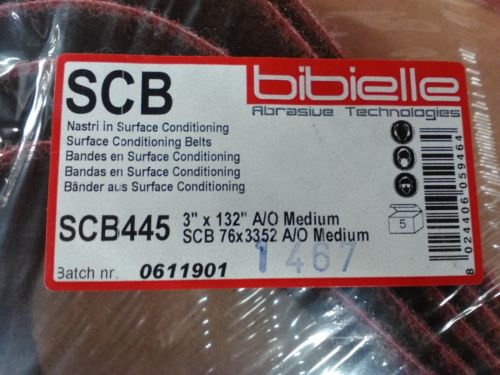 SCB
bibielle
Abrasive Technologies
Nastri in Surface Conditioning
Surface Conditioning Belts
Bandes en Surface Conditioning
Bandas en Surface Conditioning
Bänder aus Surface Conditioning
SCB445 3" x 132" A/O Medium
SCB 76x3352 A/O Medium
5
8 024406 059464
Batch nr. 0611901
1467